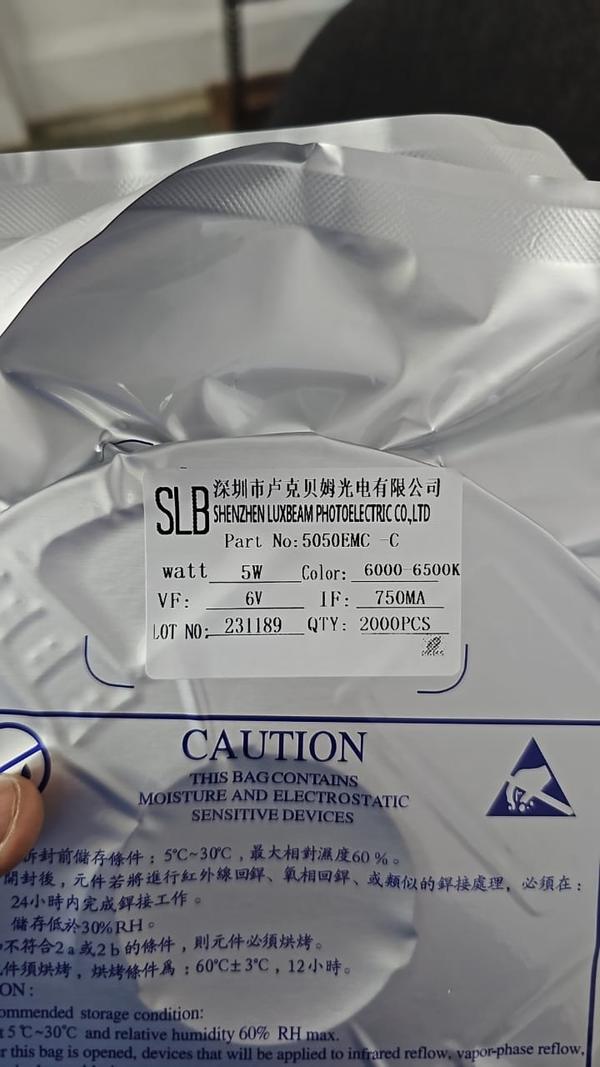 SLB 深圳市卢克贝姆光电有限公司
SHENZHEN LUXBEAM PHOTOELECTRIC CO.,LTD
Part No:5050EMC -C
watt 5W Color: 6000-6500K
VF: 6V IF: 750MA
LOT NO: 231189 QTY: 2000PCS
CAUTION
THIS BAG CONTAINS
MOISTURE AND ELECTROSTATIC
SENSITIVE DEVICES
拆封前儲存條件：5℃~30℃，最大相對濕度60%。
開封後，元件若將進行紅外線回銲、氣相回銲、或類似的銲接處理，必須在：
24小時内完成銲接工作。
儲存低於30%RH。
不符合2a或2b的條件，則元件必須烘烤。
件須烘烤，烘烤條件爲：60℃±3℃，12小時。
ON:
ommended storage condition:
5℃~30℃ and relative humidity 60% RH max.
r this bag is opened, devices that will be applied to infrared reflow, vapor-phase reflow,